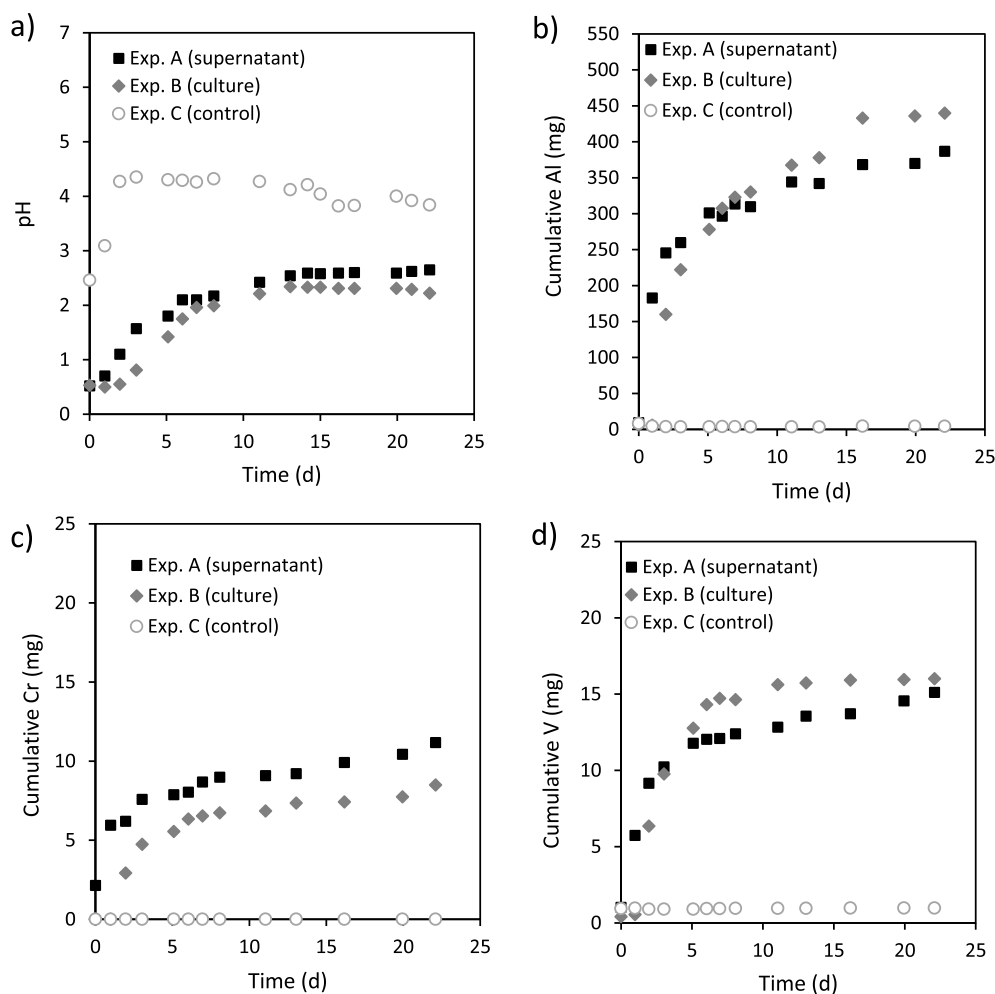 a)
pH
7
6
5
4
3
2
1
0
Exp. A (supernatant)
Exp. B (culture)
Exp. C (control)
0 5 10 15 20 25
Time (d)
b)
Cumulative Al (mg)
550
500
450
400
350
300
250
200
150
100
50
0
Exp. A (supernatant)
Exp. B (culture)
Exp. C (control)
0 5 10 15 20 25
Time (d)
c)
Cumulative Cr (mg)
25
20
15
10
5
0
Exp. A (supernatant)
Exp. B (culture)
Exp. C (control)
0 5 10 15 20 25
Time (d)
d)
Cumulative V (mg)
25
20
15
10
5
0
Exp. A (supernatant)
Exp. B (culture)
Exp. C (control)
0 5 10 15 20 25
Time (d)